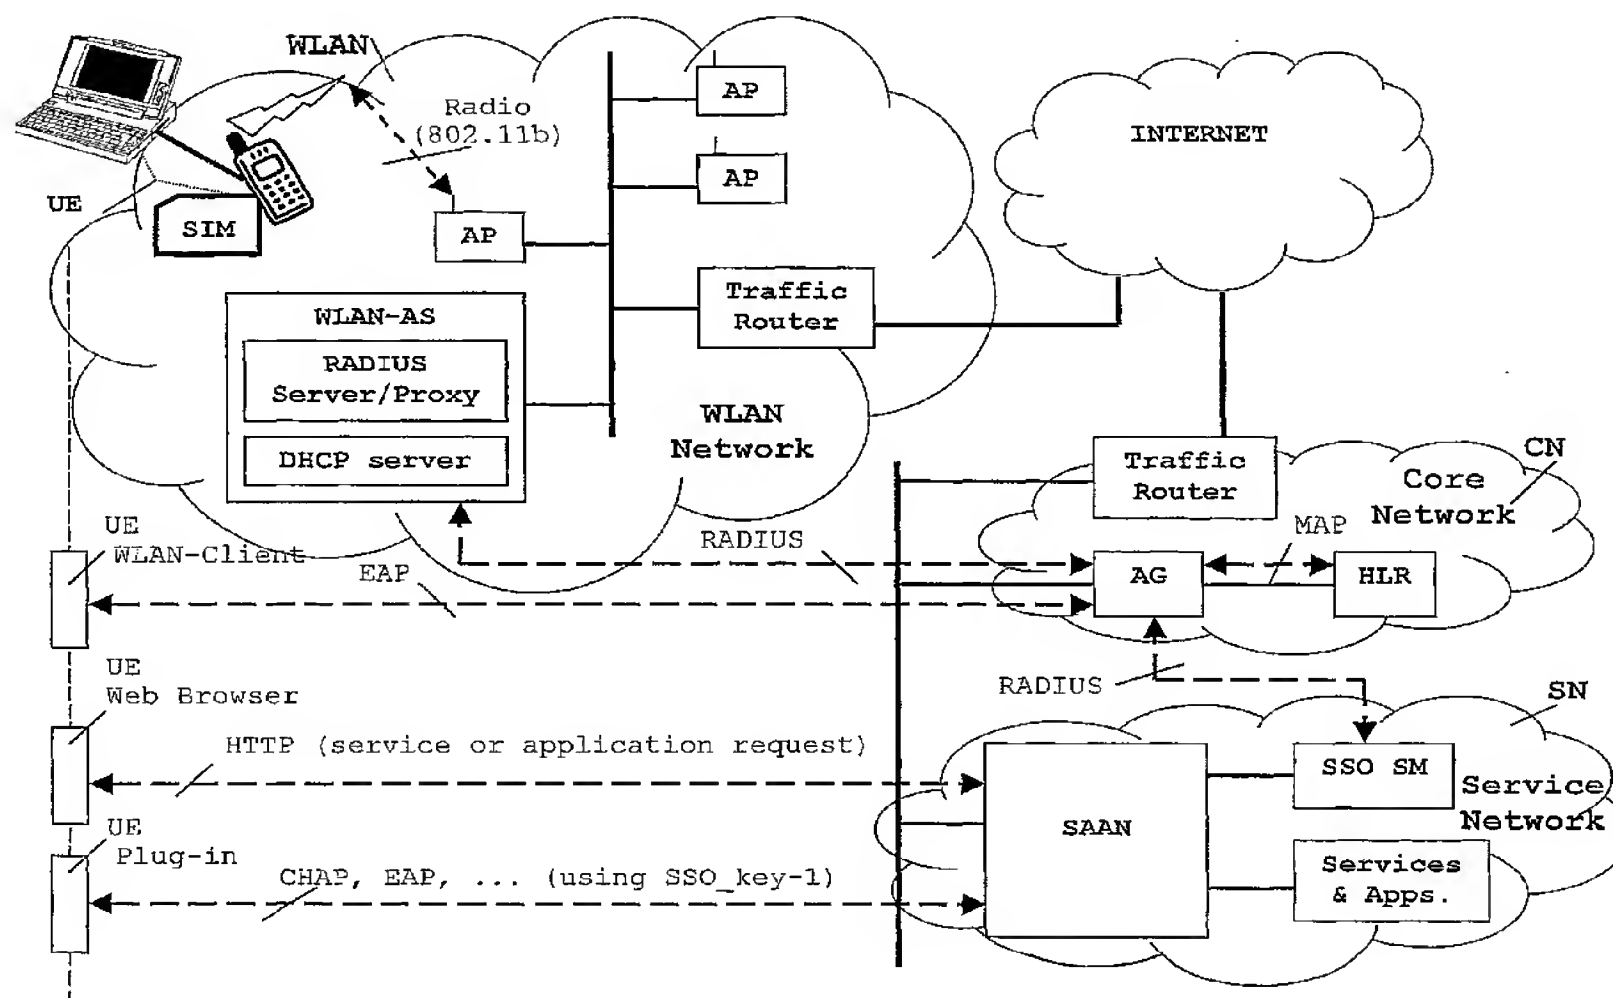 WLAN
Radio
(802.11b)
UE
SIM
AP
AP
AP
INTERNET
Traffic
Router
WLAN-AS
RADIUS
Server/Proxy
DHCP server
WLAN
Network
Traffic
Router
CN
Core
Network
MAP
AG
HLR
UE
WLAN-Client
RADIUS
EAP
RADIUS
UE
Web Browser
HTTP (service or application request)
SN
SSO SM
Service
Network
SAAN
UE
Plug-in
CHAP, EAP, ... (using SSO_key-1)
Services
& Apps.